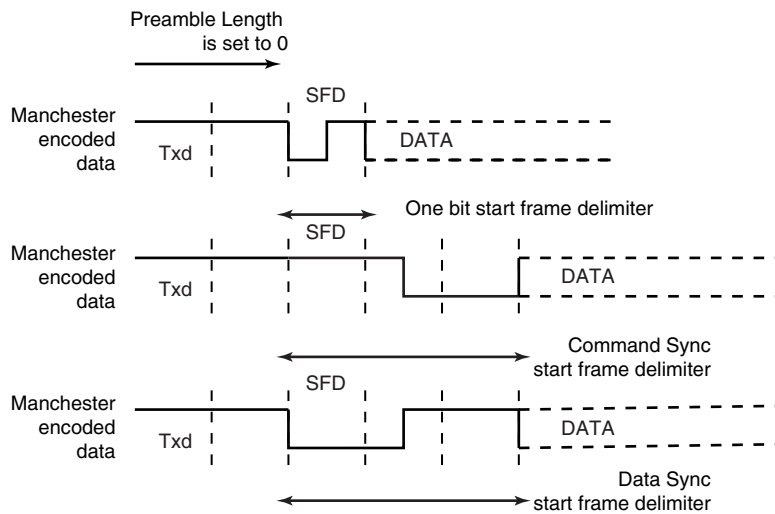 Preamble Length
is set to 0
SFD
Manchester
encoded
data
Txd
DATA
One bit start frame delimiter
SFD
Manchester
encoded
data
Txd
DATA
Command Sync
start frame delimiter
SFD
Manchester
encoded
data
Txd
DATA
Data Sync
start frame delimiter